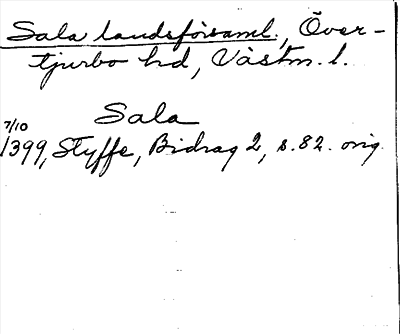 Sala landsförsaml., Över-
tjurbo hd, Västm. l.
Sala
7/10
1399, Styffe, Bidrag 2, s. 82. orig.